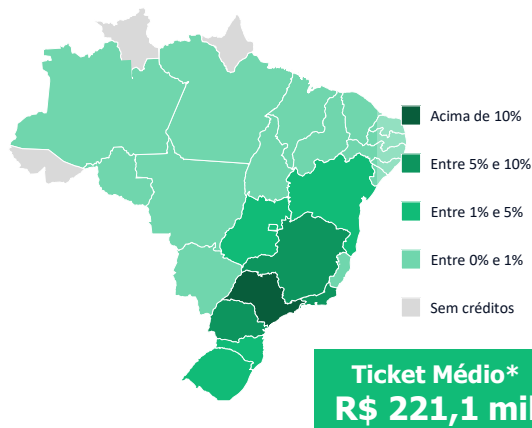 Acima de 10%
Entre 5% e 10%
Entre 1% e 5%
Entre 0% e 1%
Sem créditos
Ticket Médio*
R$ 221,1 mil